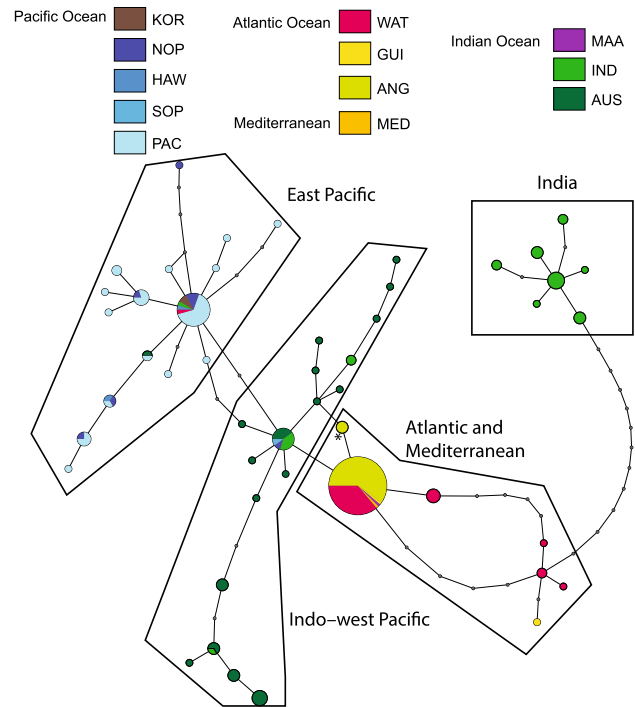 Pacific Ocean
KOR
NOP
HAW
SOP
PAC
Atlantic Ocean
WAT
GUI
ANG
Mediterranean
MED
Indian Ocean
MAA
IND
AUS
East Pacific
India
Atlantic and
Mediterranean
*
Indo–west Pacific